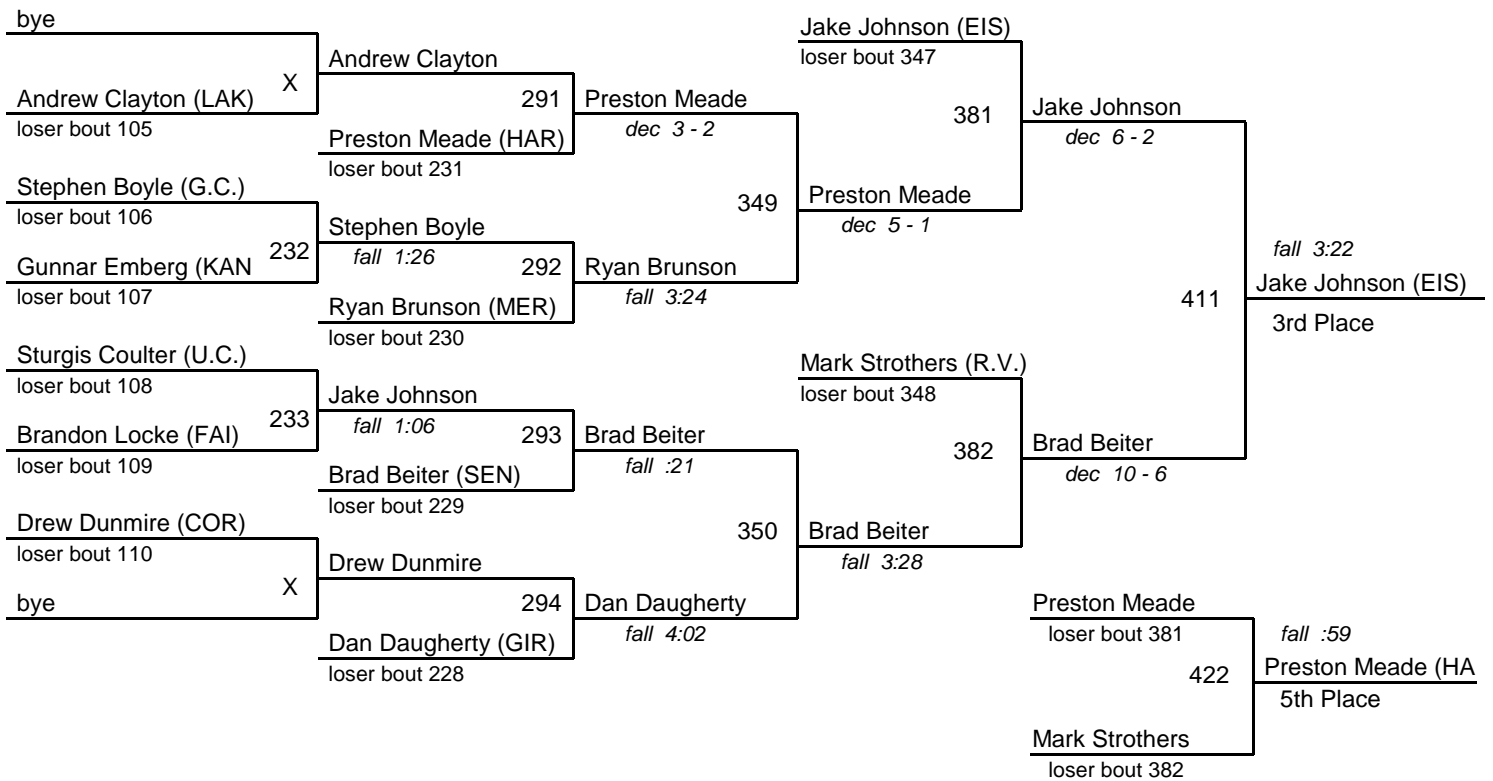 bye
Andrew Clayton
X
Andrew Clayton (LAK)
loser bout 105
291
Preston Meade (HAR)
loser bout 231
Preston Meade
dec 3 - 2
Stephen Boyle (G.C.)
loser bout 106
232
Gunnar Emberg (KAN
loser bout 107
Stephen Boyle
fall 1:26
292
Ryan Brunson (MER)
loser bout 230
Ryan Brunson
fall 3:24
349
Sturgis Coulter (U.C.)
loser bout 108
233
Brandon Locke (FAI)
loser bout 109
Jake Johnson
fall 1:06
293
Brad Beiter (SEN)
loser bout 229
Brad Beiter
fall :21
Drew Dunmire (COR)
loser bout 110
X
bye
Drew Dunmire
294
Dan Daugherty (GIR)
loser bout 228
Dan Daugherty
fall 4:02
350
Jake Johnson (EIS)
loser bout 347
381
Preston Meade
dec 5 - 1
Jake Johnson
dec 6 - 2
Mark Strothers (R.V.)
loser bout 348
382
Brad Beiter
fall 3:28
Brad Beiter
dec 10 - 6
411
fall 3:22
Jake Johnson (EIS)
3rd Place
Preston Meade
loser bout 381
422
Mark Strothers
loser bout 382
fall :59
Preston Meade (HA
5th Place